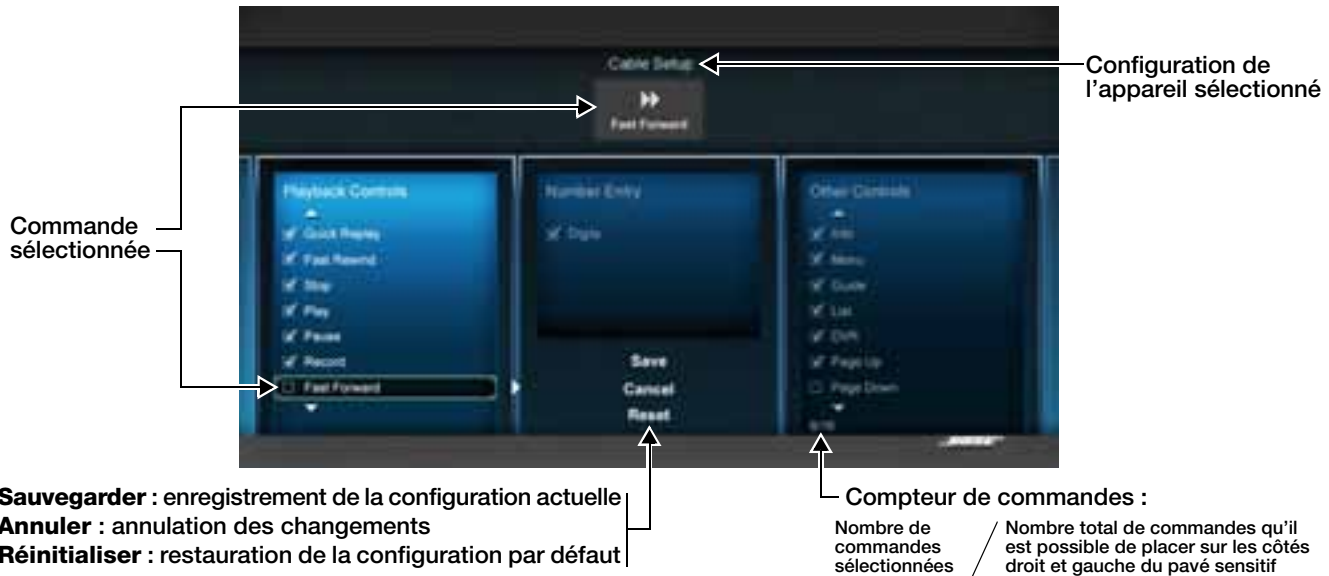 Cable Setup
Configuration de
l'appareil sélectionné
Fast Forward
Commande
sélectionnée
Playback Controls
Quick Replay
Fast Rewind
Stop
Play
Pause
Record
Fast Forward
Number Entry
Digits
Save
Cancel
Reset
Other Controls
Info
Menu
Guide
List
DVR
Page Up
Page Down
BOSE
Sauvegarder : enregistrement de la configuration actuelle
Annuler : annulation des changements
Réinitialiser : restauration de la configuration par défaut
Compteur de commandes :
Nombre de
commandes
sélectionnées
/ Nombre total de commandes qu'il
est possible de placer sur les côtés
droit et gauche du pavé sensitif